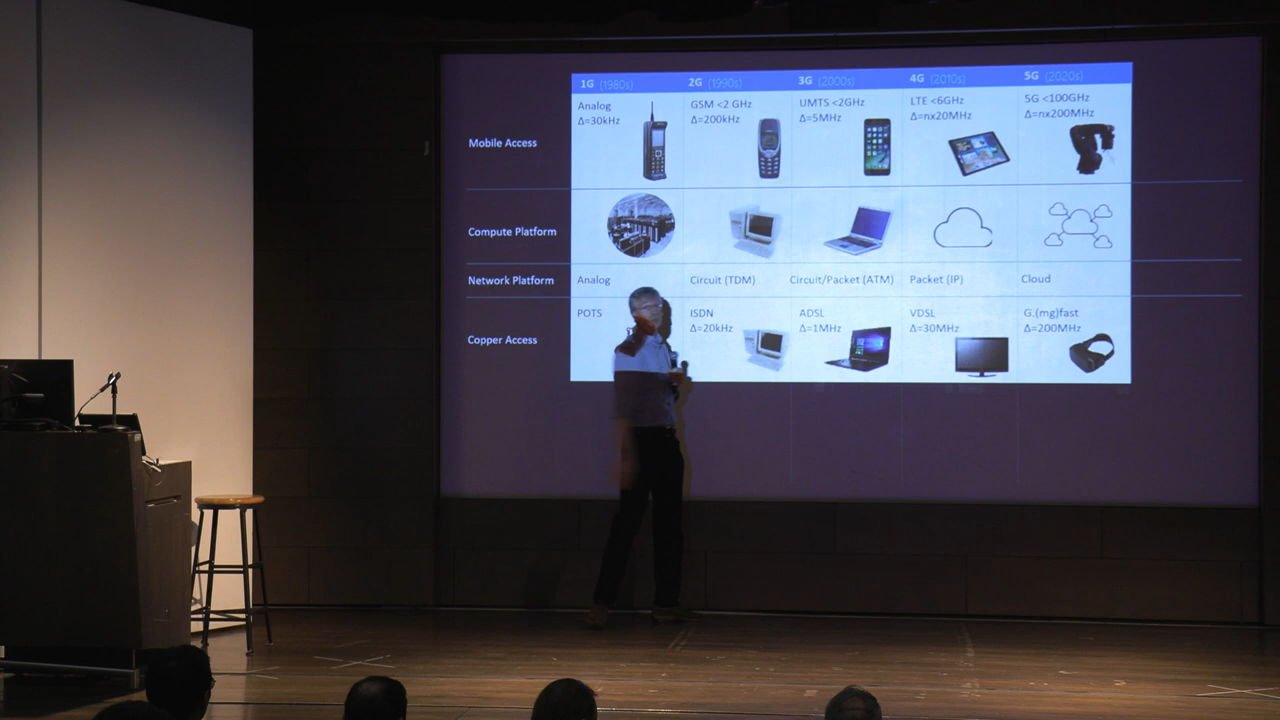 1G (1980s) 2G (1990s) 3G (2000s) 4G (2010s) 5G (2020s)
Mobile Access
Analog
Δ=30kHz
GSM <2 GHz
Δ=200kHz
UMTS <2GHz
Δ=5MHz
LTE <6GHz
Δ=nx20MHz
5G <100GHz
Δ=nx200MHz
Compute Platform
Network Platform Analog Circuit (TDM) Circuit/Packet (ATM) Packet (IP) Cloud
Copper Access
POTS
ISDN
Δ=20kHz
ADSL
Δ=1MHz
VDSL
Δ=30MHz
G.(mg)fast
Δ=200MHz